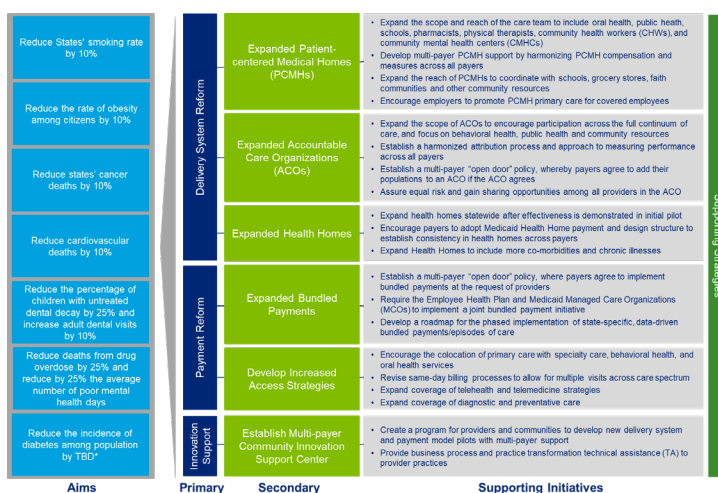 Reduce States' smoking rate
by 10%
Reduce the rate of obesity
among citizens by 10%
Reduce states' cancer
deaths by 10%
Reduce cardiovascular
deaths by 10%
Reduce the percentage of
children with untreated
dental decay by 25% and
increase adult dental visits
by 10%
Reduce deaths from drug
overdose by 25% and
reduce by 25% the average
number of poor mental
health days
Reduce the incidence of
diabetes among population
by TBD*
Aims
Delivery System Reform
Payment Reform
Innovation
Support
Primary
Expanded Patient-
centered Medical Homes
(PCMHs)
Expanded Accountable
Care Organizations
(ACOs)
Expanded Health Homes
Expanded Bundled
Payments
Develop Increased
Access Strategies
Establish Multi-payer
Community Innovation
Support Center
Secondary
• Expand the scope and reach of the care team to include oral health, public heath,
schools, pharmacists, physical therapists, community health workers (CHWs), and
community mental health centers (CMHCs)
• Develop multi-payer PCMH support by harmonizing PCMH compensation and
measures across all payers
• Expand the reach of PCMHs to coordinate with schools, grocery stores, faith
communities and other community resources
• Encourage employers to promote PCMH primary care for covered employees
• Expand the scope of ACOs to encourage participation across the full continuum of
care, and focus on behavioral health, public health and community resources
• Establish a harmonized attribution process and approach to measuring performance
across all payers
• Establish a multi-payer "open door" policy, whereby payers agree to add their
populations to an ACO if the ACO agrees
• Assure equal risk and gain sharing opportunities among all providers in the ACO
• Expand health homes statewide after effectiveness is demonstrated in initial pilot
• Encourage payers to adopt Medicaid Health Home payment and design structure to
establish consistency in health homes across payers
• Expand Health Homes to include more co-morbidities and chronic illnesses
• Establish a multi-payer "open door" policy, where payers agree to implement
bundled payments at the request of providers
• Require the Employee Health Plan and Medicaid Managed Care Organizations
(MCOs) to implement a joint bundled payment initiative
• Develop a roadmap for the phased implementation of state-specific, data-driven
bundled payments/episodes of care
• Encourage the colocation of primary care with specialty care, behavioral health, and
oral health services
• Revise same-day billing processes to allow for multiple visits across care spectrum
• Expand coverage of telehealth and telemedicine strategies
• Expand coverage of diagnostic and preventative care
• Create a program for providers and communities to develop new delivery system
and payment model pilots with multi-payer support
• Provide business process and practice transformation technical assistance (TA) to
provider practices
Supporting Initiatives
Supporting Strategies